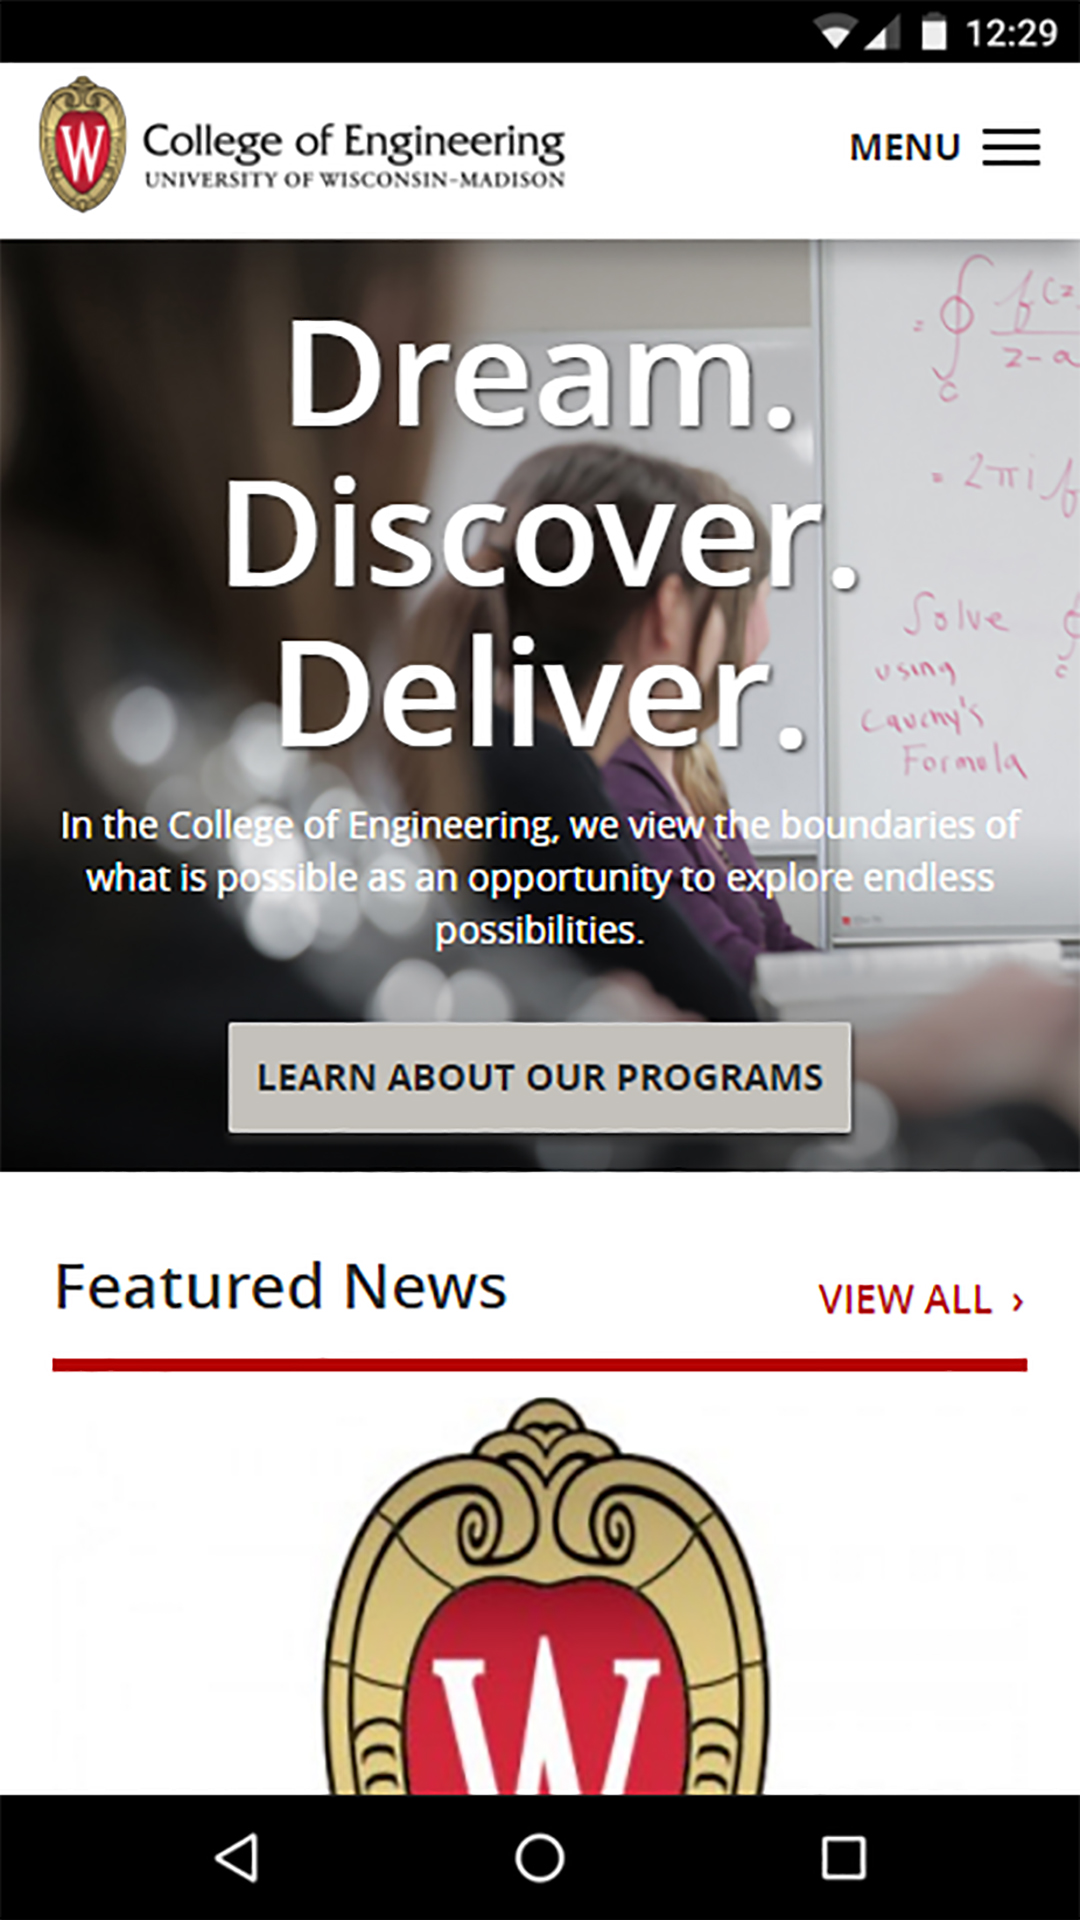 12:29
W
College of Engineering
UNIVERSITY OF WISCONSIN–MADISON
MENU
Dream.
Discover.
Deliver.
In the College of Engineering, we view the boundaries of
what is possible as an opportunity to explore endless
possibilities.
LEARN ABOUT OUR PROGRAMS
= ∮ f(z
z-a
c
= 2πi f
Solve
using
Cauchy's
Formula
Featured News
VIEW ALL ›
W